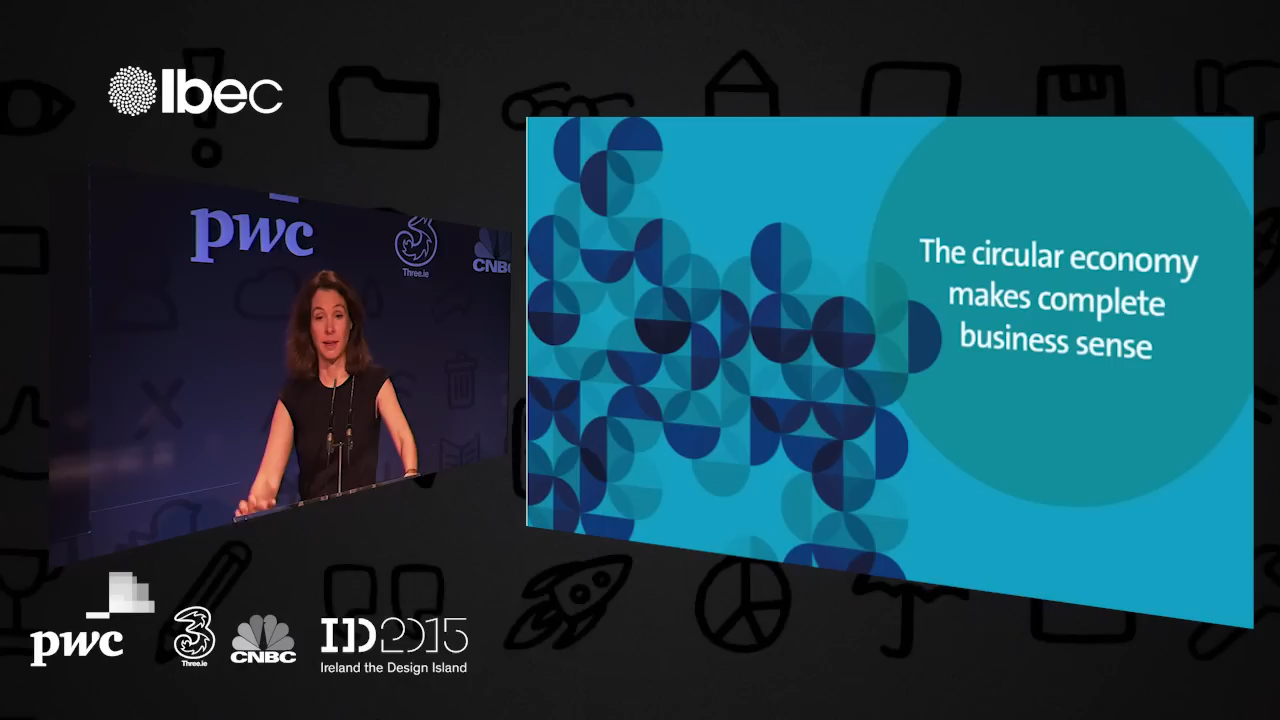 Ibec
pwc
Three.ie
CNBC
The circular economy
makes complete
business sense
pwc
Three.ie
CNBC
ID2015
Ireland the Design Island